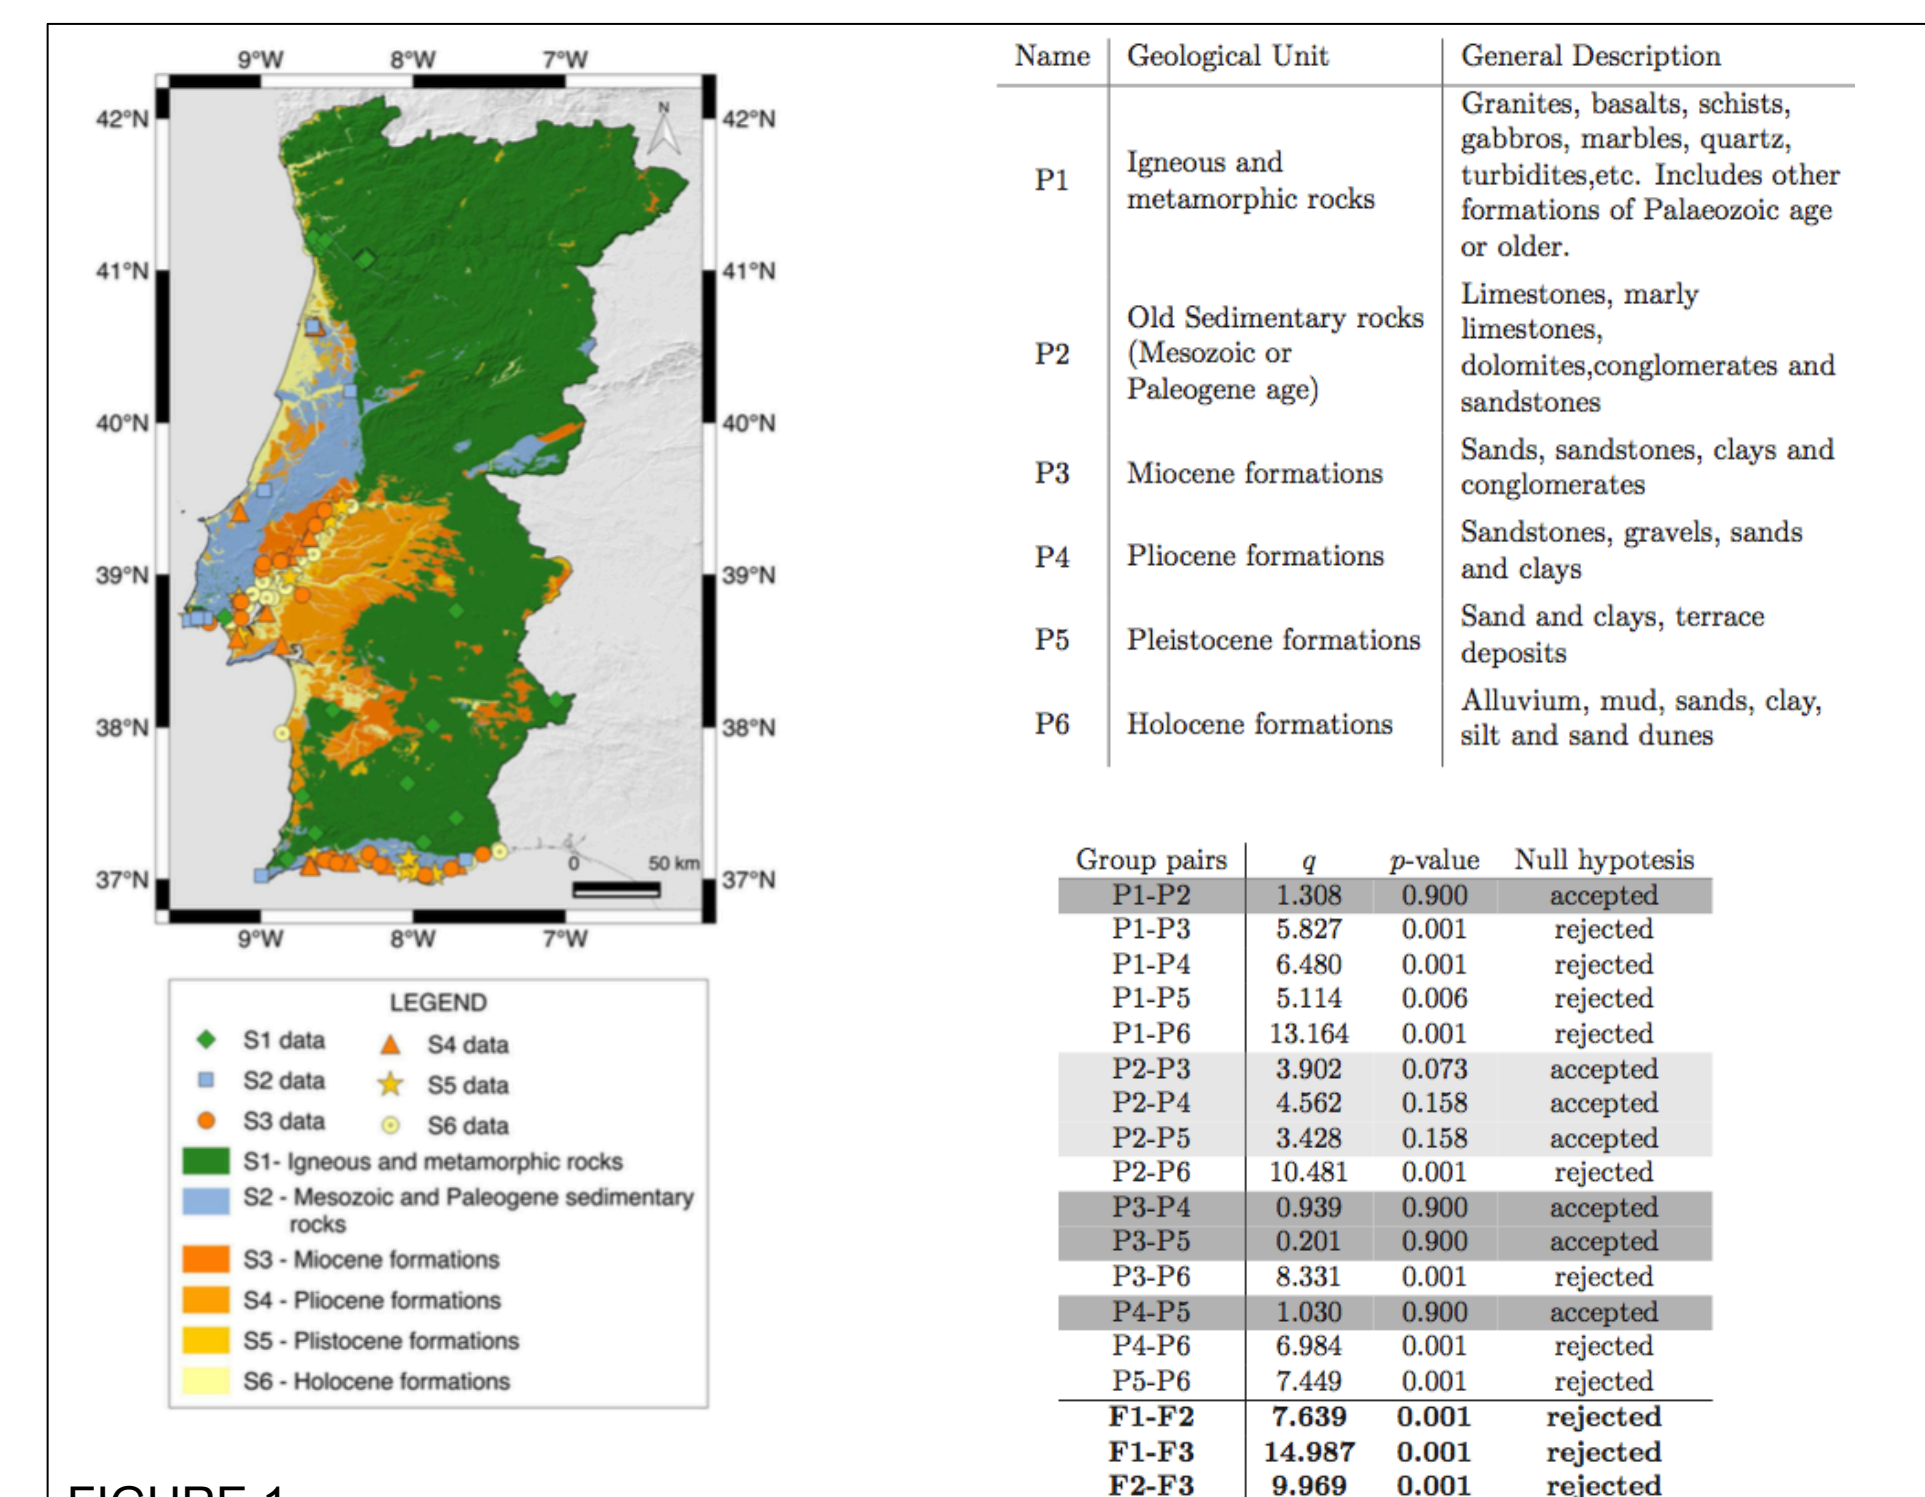 9°W 8°W 7°W
42°N 42°N
N
41°N 41°N
40°N 40°N
39°N 39°N
38°N 38°N
0 50 km
37°N 37°N
9°W 8°W 7°W
LEGEND
S1 data
S2 data
S3 data
S4 data
S5 data
S6 data
S1- Igneous and metamorphic rocks
S2 - Mesozoic and Paleogene sedimentary
rocks
S3 - Miocene formations
S4 - Pliocene formations
S5 - Plistocene formations
S6 - Holocene formations
FIGURE 1
Name Geological Unit General Description
P1
Igneous and
metamorphic rocks
Granites, basalts, schists,
gabbros, marbles, quartz,
turbidites,etc. Includes other
formations of Palaeozoic age
or older.
P2
Old Sedimentary rocks
(Mesozoic or
Paleogene age)
Limestones, marly
limestones,
dolomites,conglomerates and
sandstones
P3
Miocene formations
Sands, sandstones, clays and
conglomerates
P4
Pliocene formations
Sandstones, gravels, sands
and clays
P5
Pleistocene formations
Sand and clays, terrace
deposits
P6
Holocene formations
Alluvium, mud, sands, clay,
silt and sand dunes
Group pairs q p-value Null hypotesis
P1-P2 1.308 0.900 accepted
P1-P3 5.827 0.001 rejected
P1-P4 6.480 0.001 rejected
P1-P5 5.114 0.006 rejected
P1-P6 13.164 0.001 rejected
P2-P3 3.902 0.073 accepted
P2-P4 4.562 0.158 accepted
P2-P5 3.428 0.158 accepted
P2-P6 10.481 0.001 rejected
P3-P4 0.939 0.900 accepted
P3-P5 0.201 0.900 accepted
P3-P6 8.331 0.001 rejected
P4-P5 1.030 0.900 accepted
P4-P6 6.984 0.001 rejected
P5-P6 7.449 0.001 rejected
F1-F2 7.639 0.001 rejected
F1-F3 14.987 0.001 rejected
F2-F3 9.969 0.001 rejected